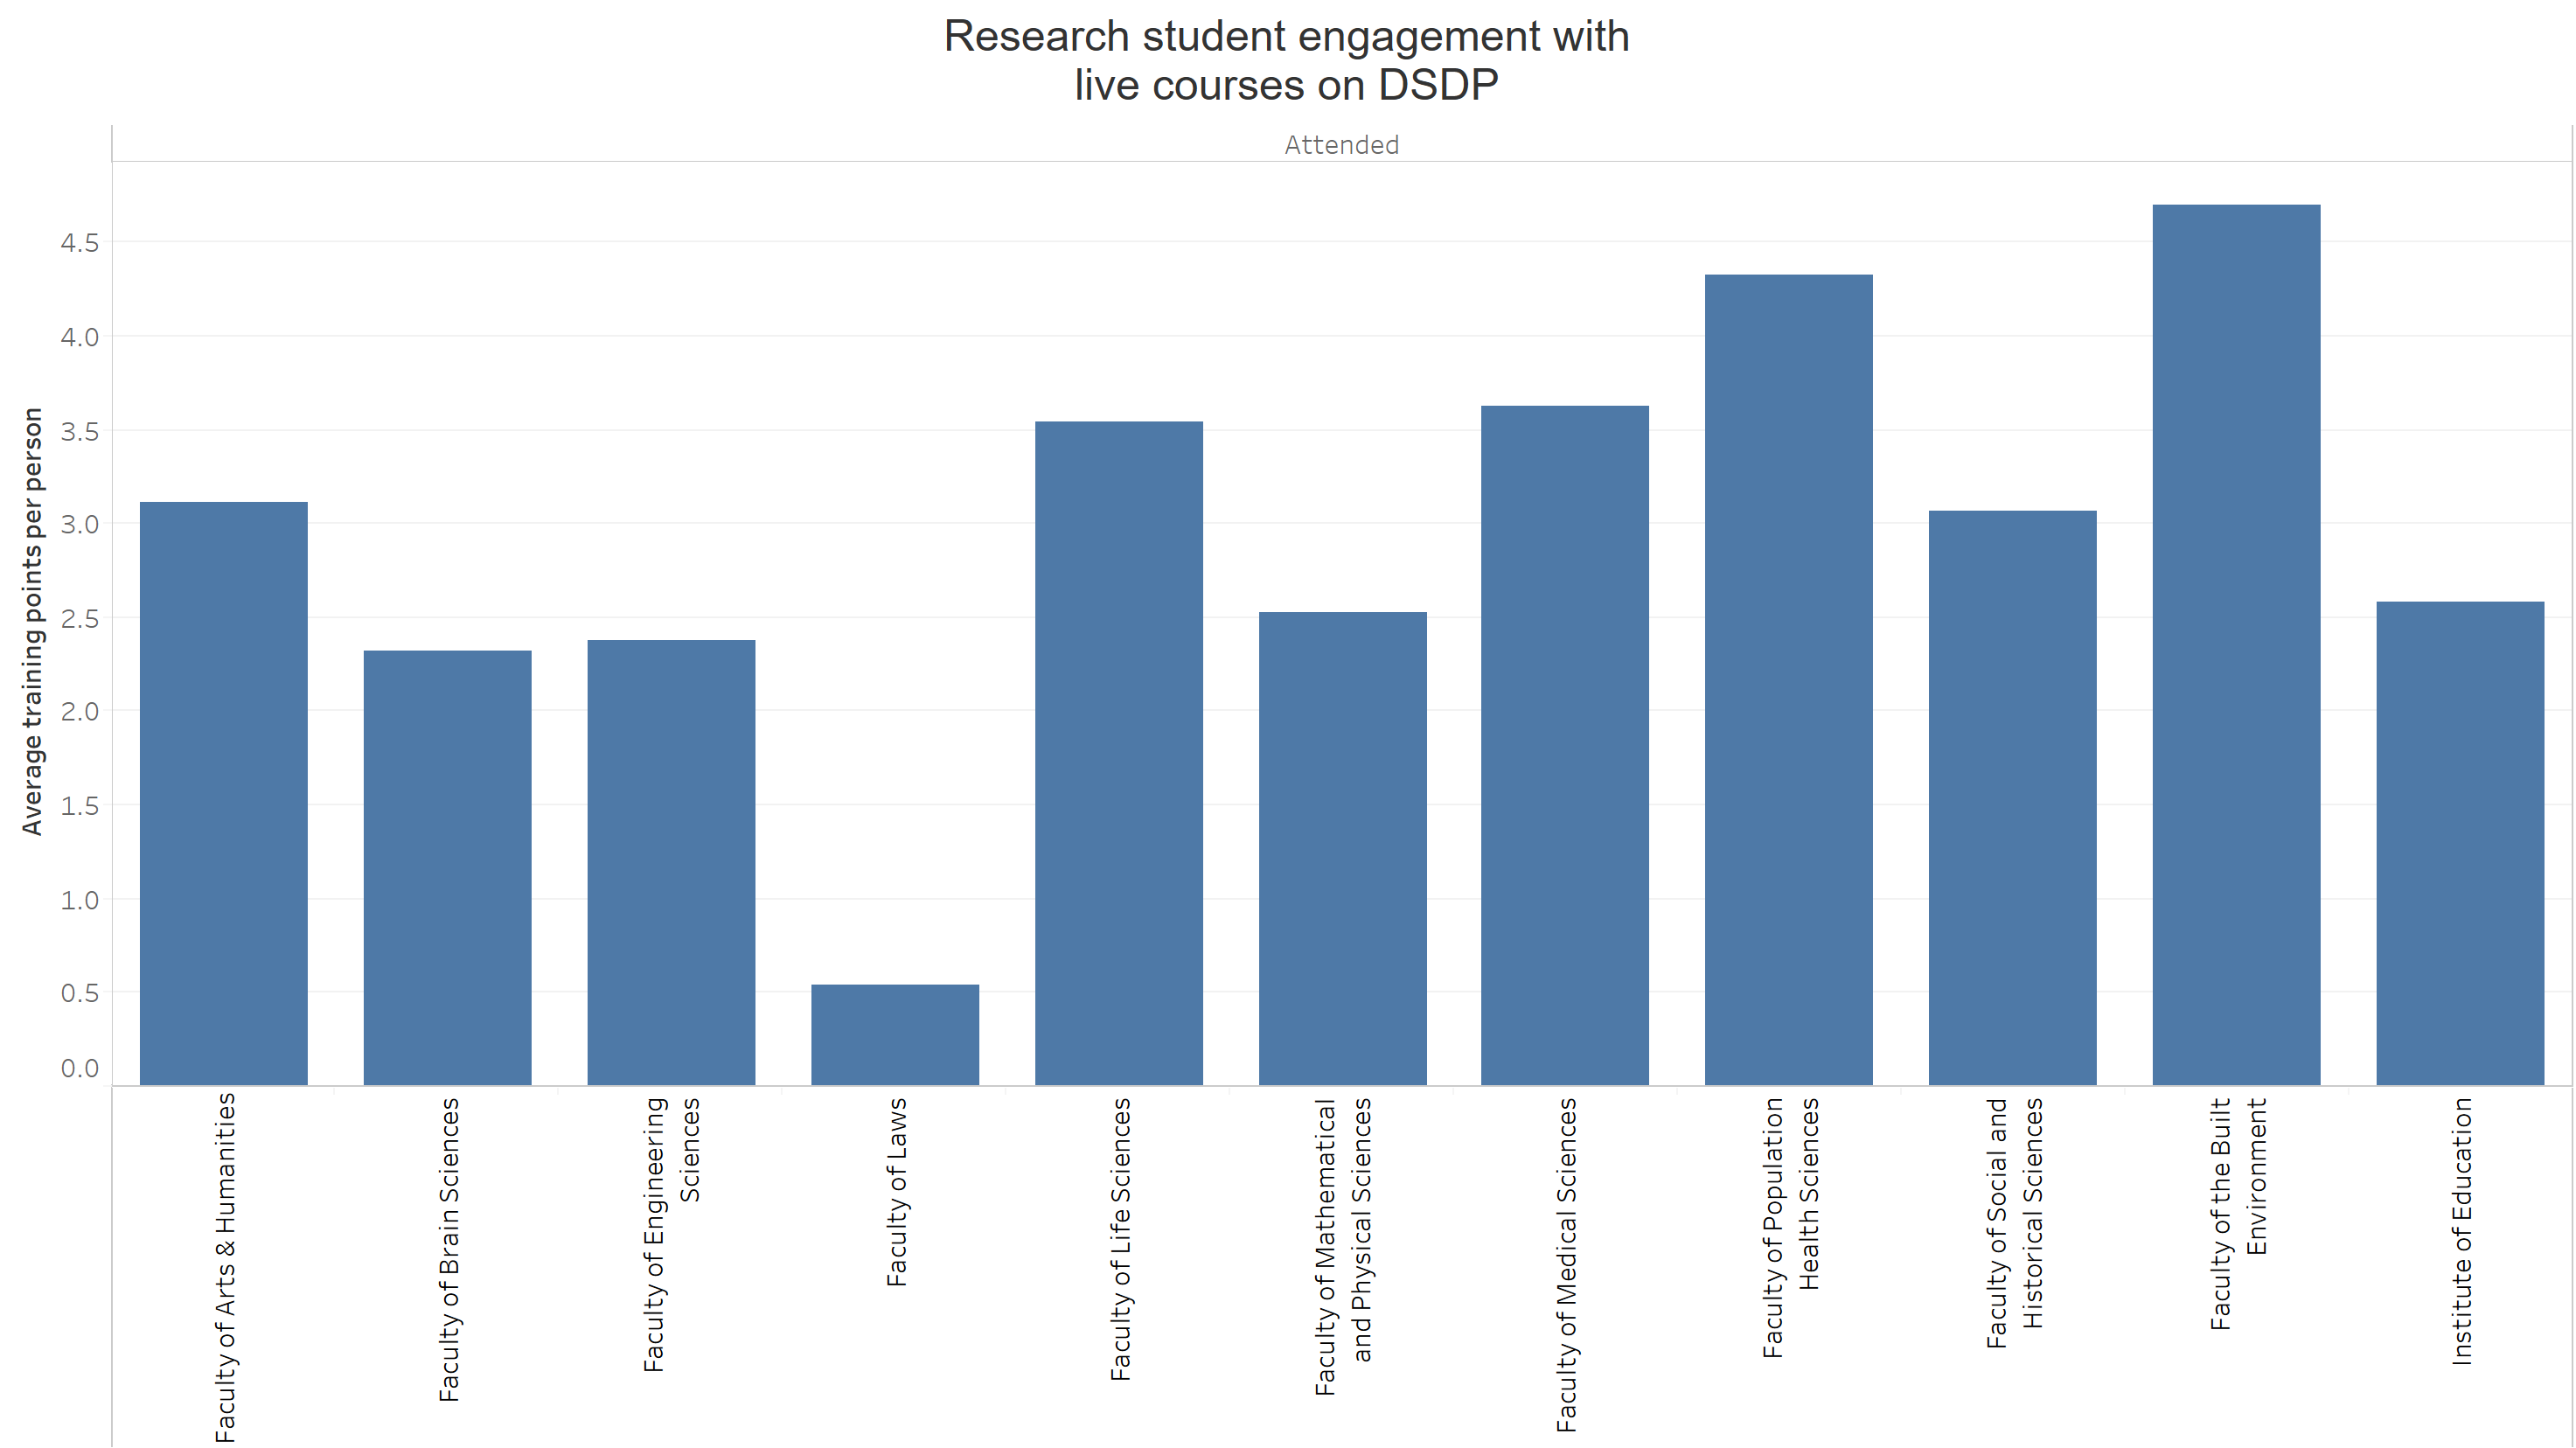 Research student engagement with
live courses on DSDP
Attended
Average training points per person
4.5
4.0
3.5
3.0
2.5
2.0
1.5
1.0
0.5
0.0
Faculty of Arts & Humanities
Faculty of Brain Sciences
Faculty of Engineering
Sciences
Faculty of Laws
Faculty of Life Sciences
Faculty of Mathematical
and Physical Sciences
Faculty of Medical Sciences
Faculty of Population
Health Sciences
Faculty of Social and
Historical Sciences
Faculty of the Built
Environment
Institute of Education